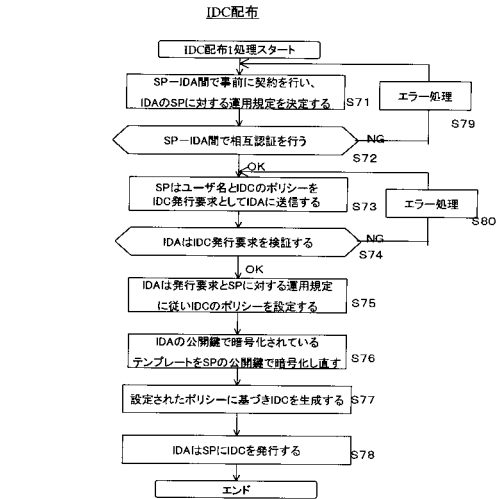 IDC配布
IDC配布1処理スタート
SP－IDA間で事前に契約を行い、
IDAのSPに対する運用規定を決定する
S71
エラー処理
S79
SP－IDA間で相互認証を行う
NG
S72
OK
SPはユーザ名とIDCのポリシーを
IDC発行要求としてIDAに送信する
S73
エラー処理
S80
IDAはIDC発行要求を検証する
NG
S74
OK
IDAは発行要求とSPに対する運用規定
に従いIDCのポリシーを設定する
S75
IDAの公開鍵で暗号化されている
テンプレートをSPの公開鍵で暗号化し直す
S76
設定されたポリシーに基づきIDCを生成する
S77
IDAはSPにIDCを発行する
S78
エンド